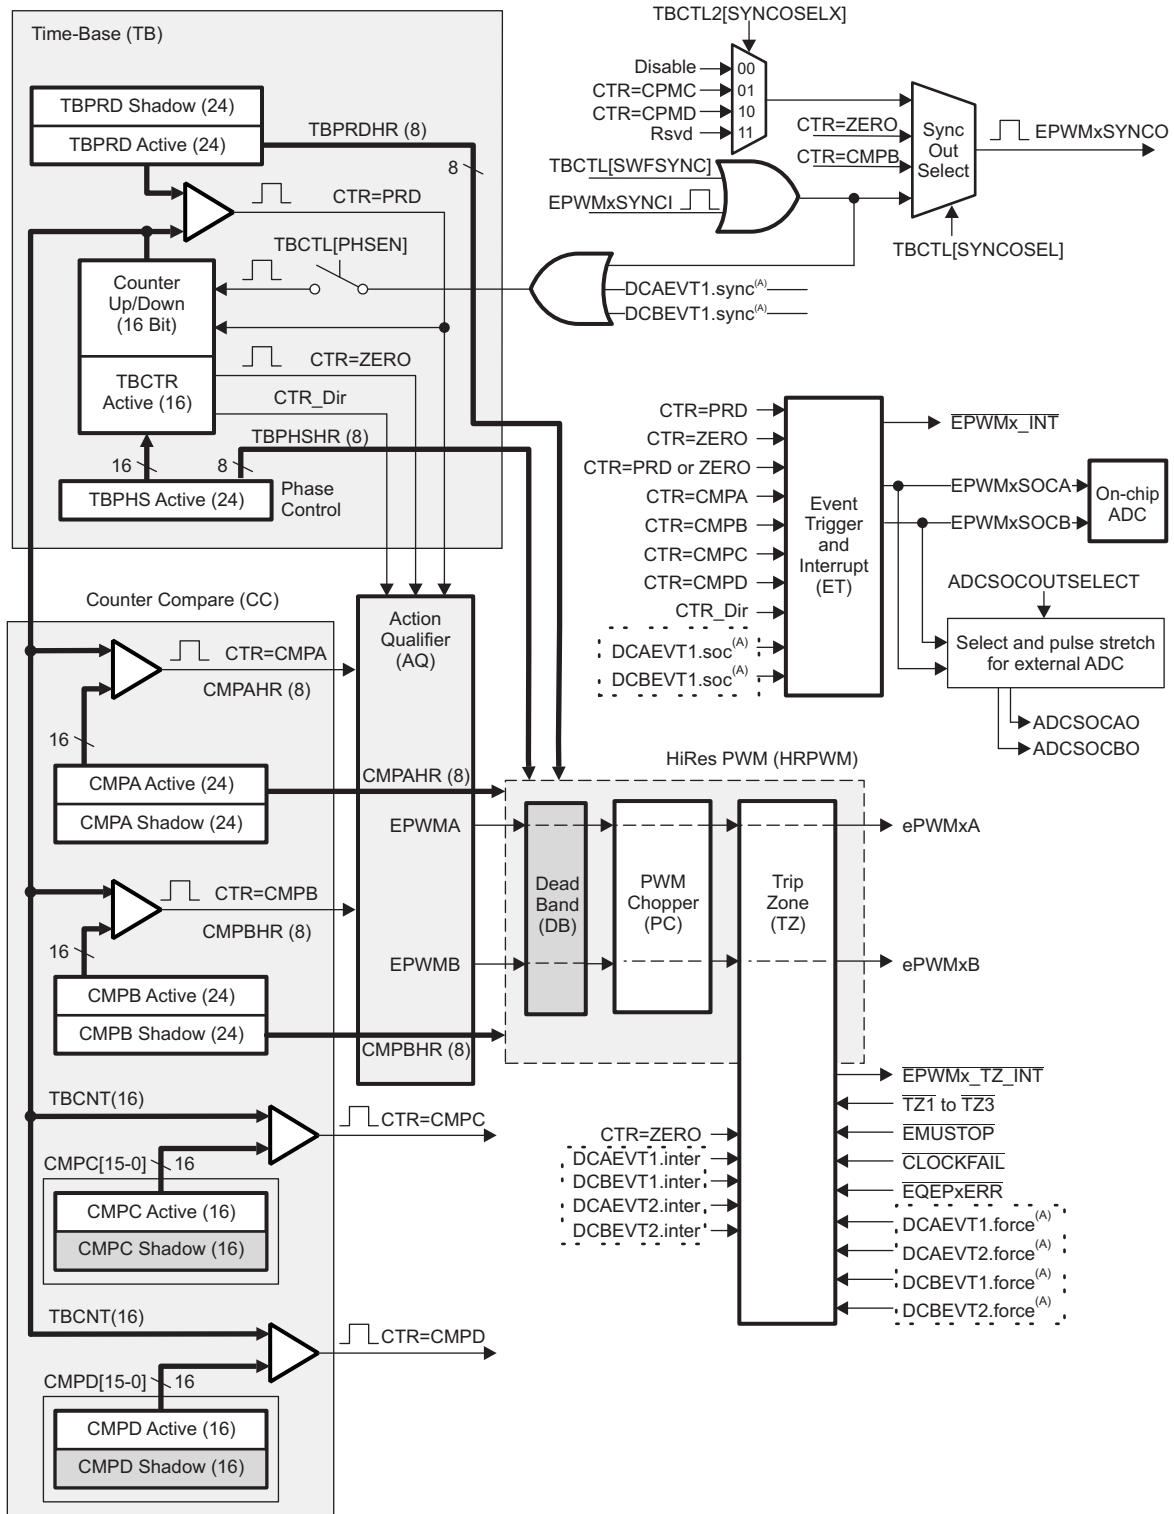 TBCTL2[SYNCOSELX]
Time-Base (TB)
Disable
00
CTR=CPMC
01
CTR=CPMD
10
Rsvd
11
TBPRD Shadow (24)
TBPRD Active (24)
TBPRDHR (8)
8
CTR=ZERO
CTR=CMPB
Sync
Out
Select
EPWMxSYNCO
TBCTL[SWFSYNC]
EPWMxSYNCI
TBCTL[SYNCOSEL]
CTR=PRD
TBCTL[PHSEN]
Counter
Up/Down
(16 Bit)
DCAEVT1.sync(A)
DCBEVT1.sync(A)
CTR=ZERO
TBCTR
Active (16)
CTR_Dir
TBPHSHR (8)
16
8
TBPHS Active (24)
Phase
Control
CTR=PRD
CTR=ZERO
CTR=PRD or ZERO
CTR=CMPA
CTR=CMPB
CTR=CMPC
CTR=CMPD
CTR_Dir
DCAEVT1.soc(A)
DCBEVT1.soc(A)
Event
Trigger
and
Interrupt
(ET)
EPWMx_INT
EPWMxSOCA
EPWMxSOCB
On-chip
ADC
ADCSOCOUTSELECT
Select and pulse stretch
for external ADC
ADCSOCAO
ADCSOCBO
Counter Compare (CC)
Action
Qualifier
(AQ)
CTR=CMPA
CMPAHR (8)
16
CMPA Active (24)
CMPA Shadow (24)
CMPAHR (8)
HiRes PWM (HRPWM)
EPWMA
ePWMxA
CTR=CMPB
CMPBHR (8)
16
Dead
Band
(DB)
PWM
Chopper
(PC)
Trip
Zone
(TZ)
EPWMB
ePWMxB
CMPB Active (24)
CMPB Shadow (24)
CMPBHR (8)
EPWMx_TZ_INT
TZ1 to TZ3
EMUSTOP
CLOCKFAIL
EQEPxERR
DCAEVT1.force(A)
DCAEVT2.force(A)
DCBEVT1.force(A)
DCBEVT2.force(A)
CTR=ZERO
DCAEVT1.inter
DCBEVT1.inter
DCAEVT2.inter
DCBEVT2.inter
TBCNT(16)
CTR=CMPC
CMPC[15-0]
16
CMPC Active (16)
CMPC Shadow (16)
TBCNT(16)
CTR=CMPD
CMPD[15-0]
16
CMPD Active (16)
CMPD Shadow (16)